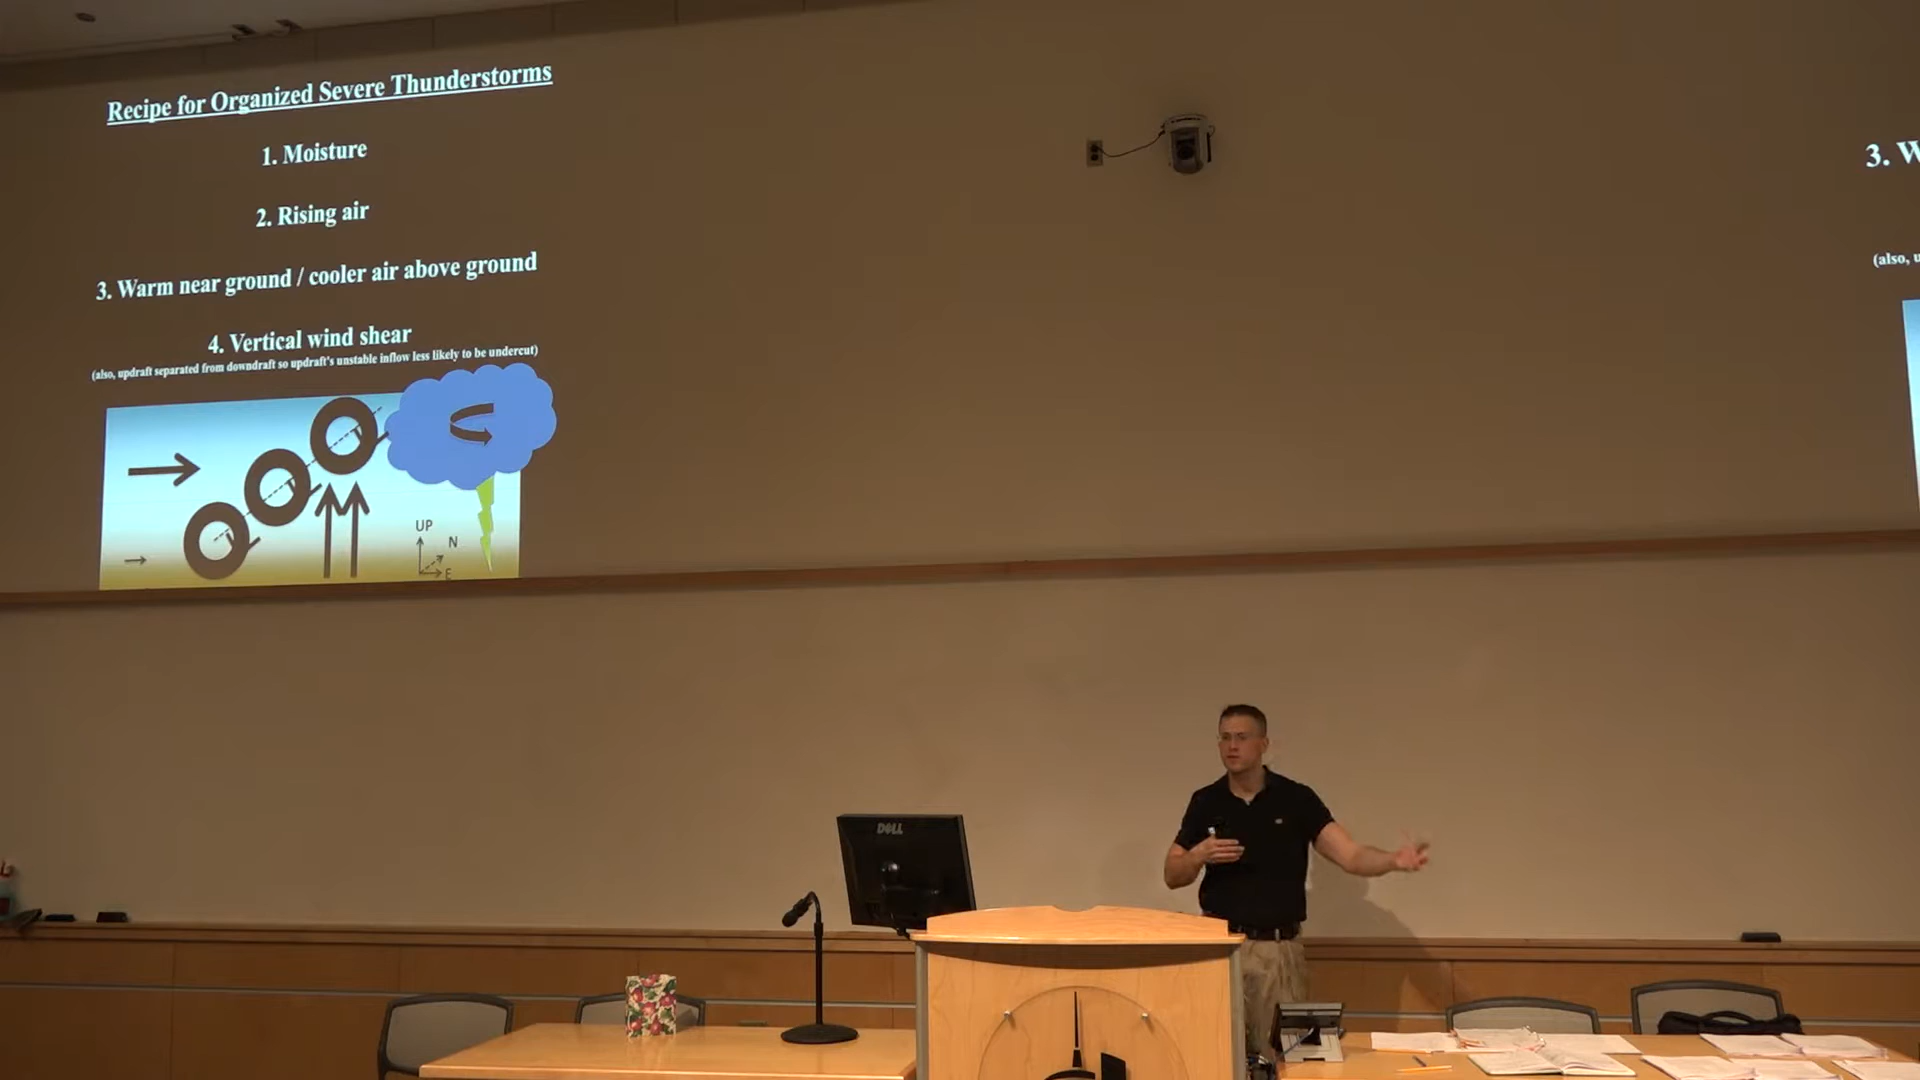 Recipe for Organized Severe Thunderstorms
1. Moisture
2. Rising air
3. Warm near ground / cooler air above ground
4. Vertical wind shear
(also, updraft separated from downdraft so updraft's unstable inflow less likely to be undercut)
UP
N
E
3. W
(also, u
DELL